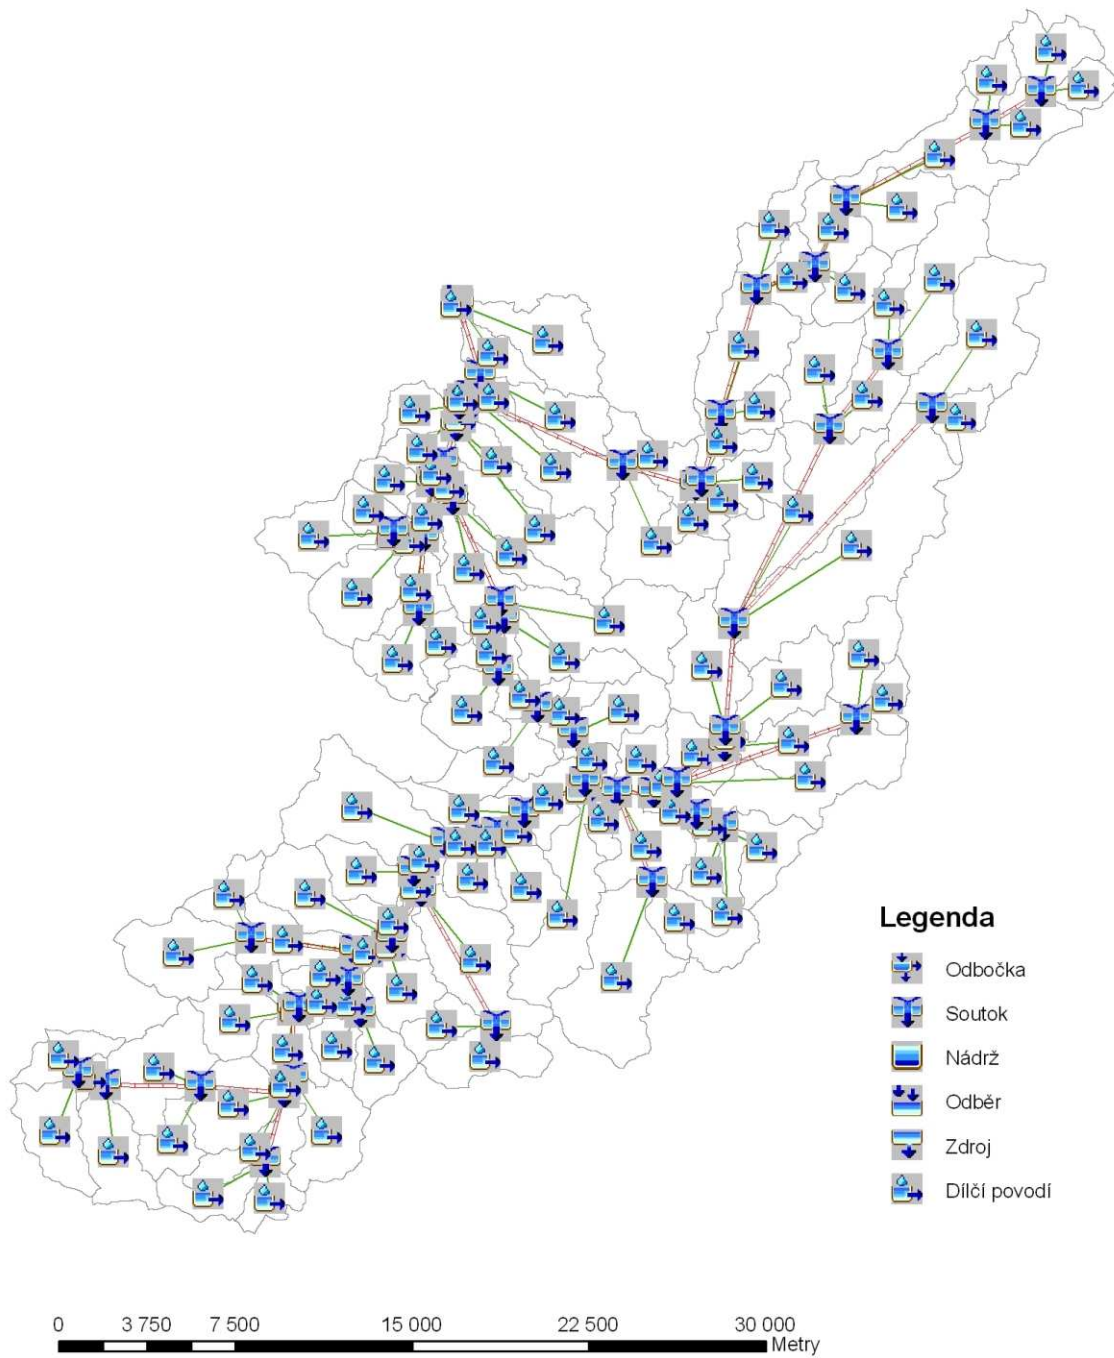 Legenda
Odbočka
Soutok
Nádrž
Odběr
Zdroj
Dílčí povodí
0 3 750 7 500 15 000 22 500 30 000
Metry